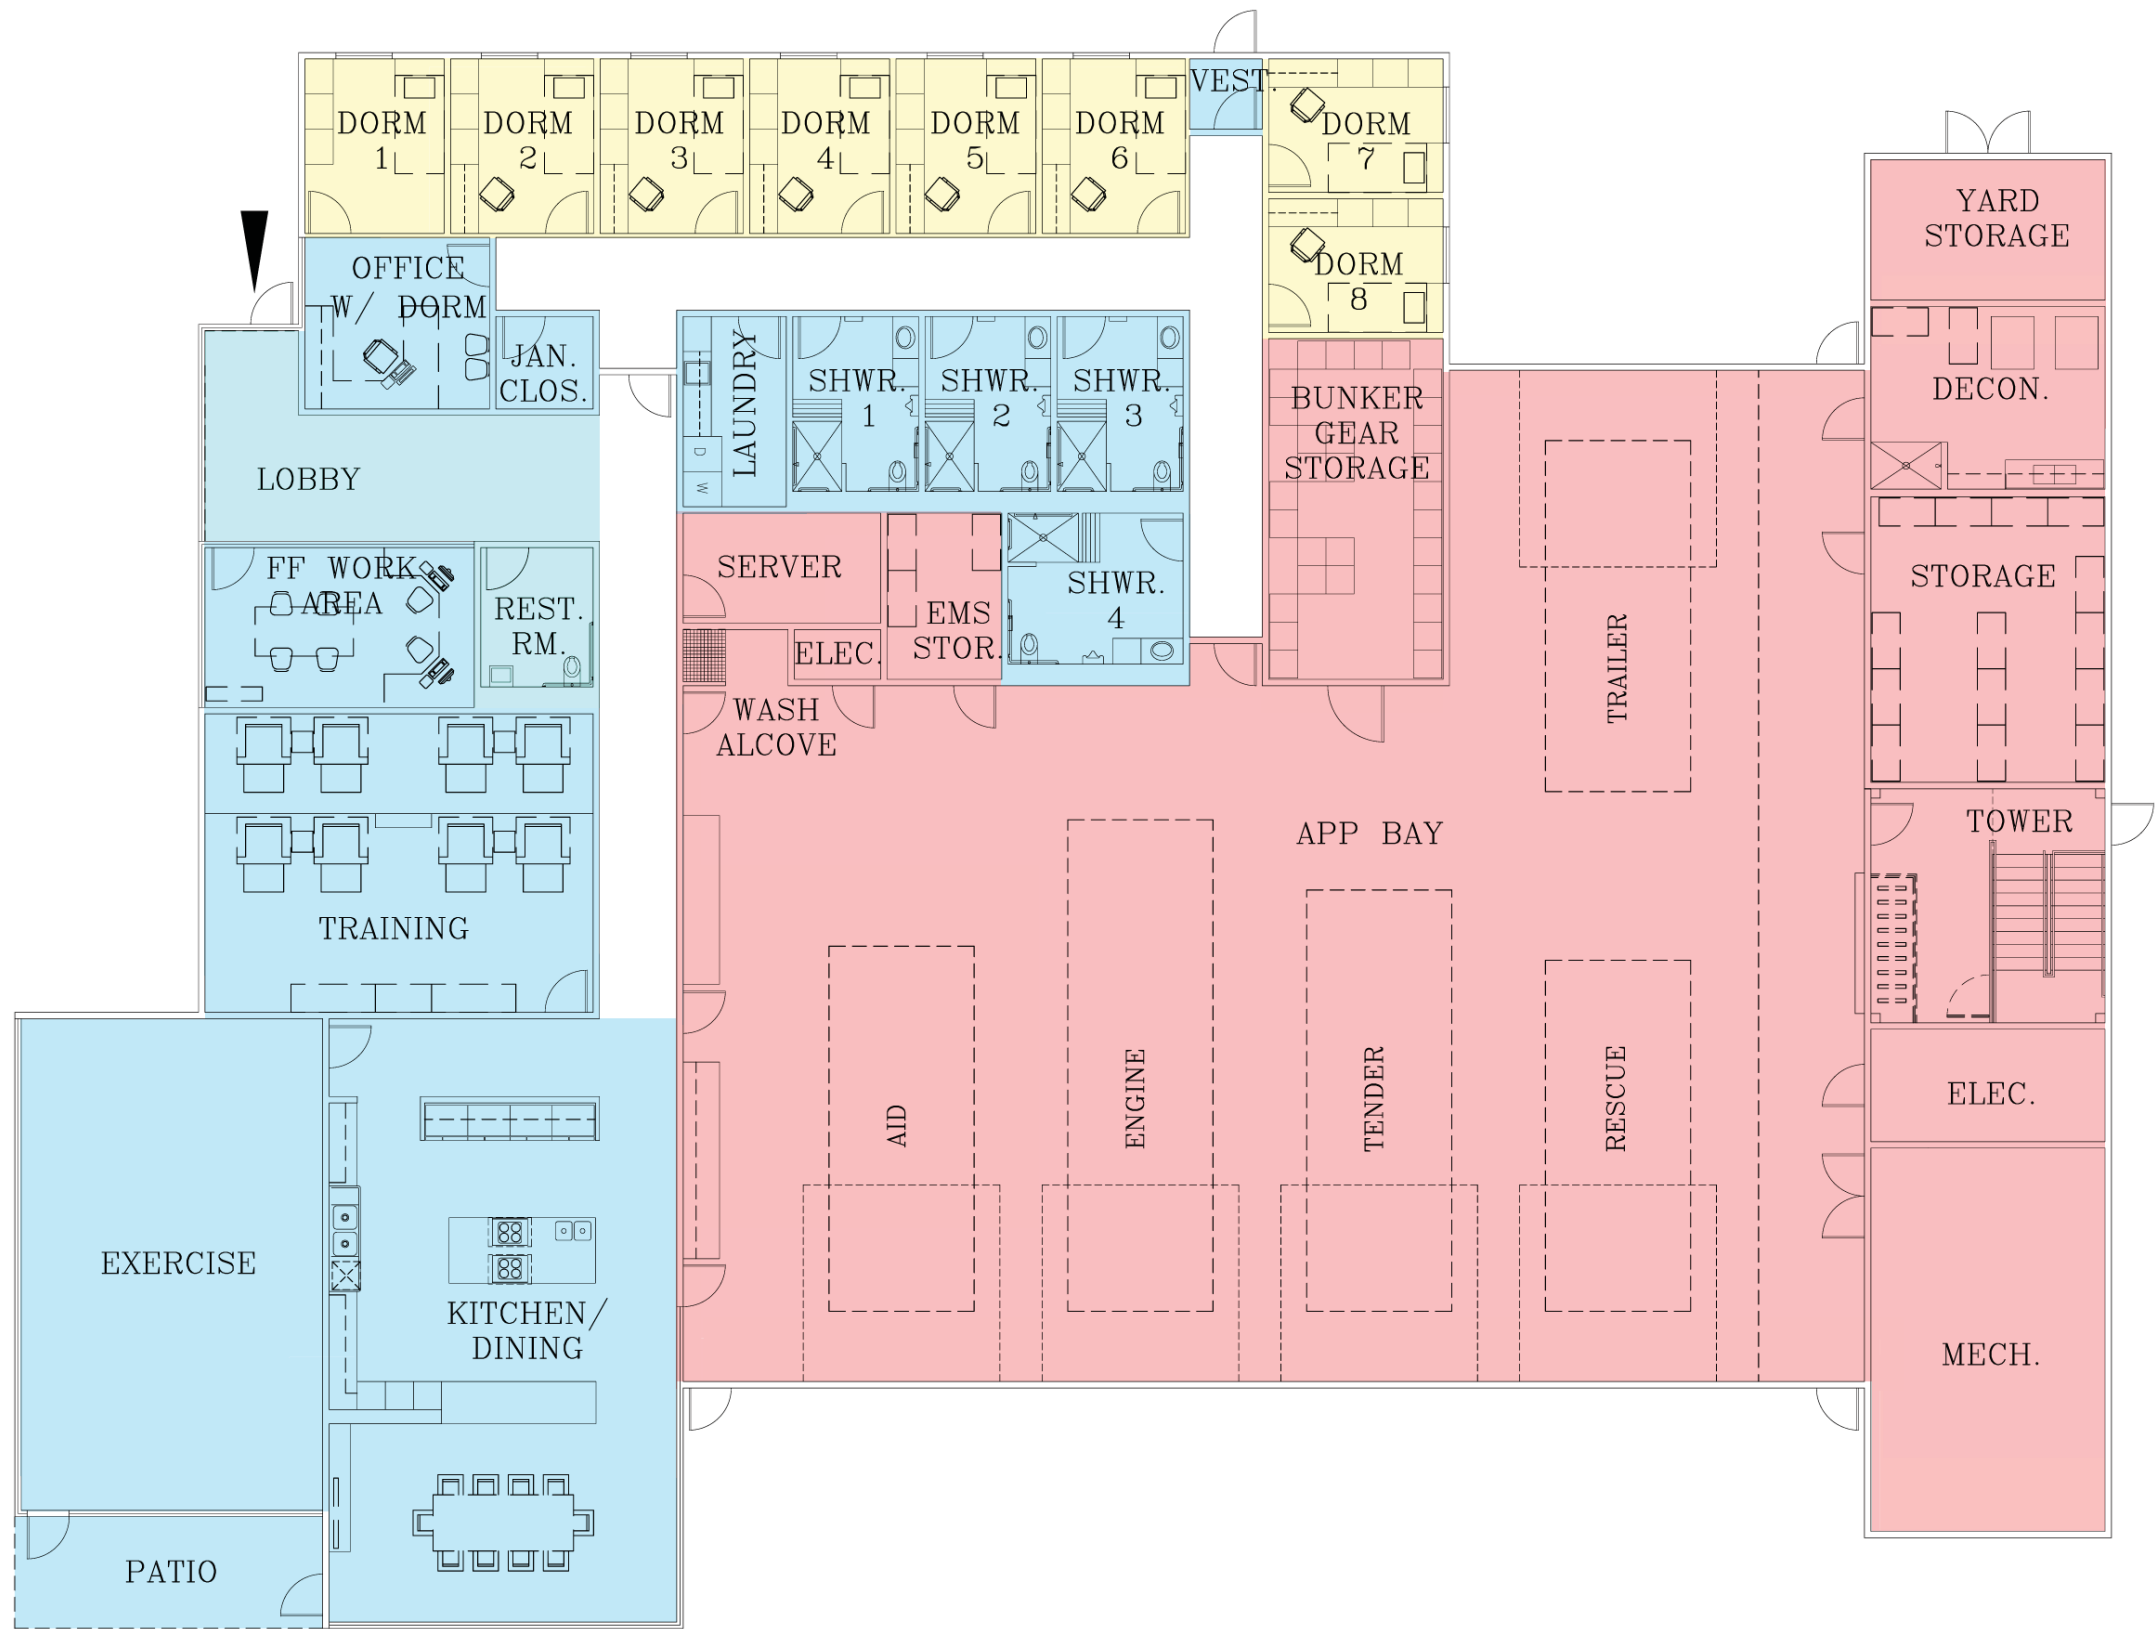 VEST.
DORM
1
DORM
2
DORM
3
DORM
4
DORM
5
DORM
6
DORM
7
YARD
STORAGE
OFFICE
W/ DORM
DORM
8
JAN.
CLOS.
LAUNDRY
D
W
SHWR.
1
SHWR.
2
SHWR.
3
BUNKER
GEAR
STORAGE
DECON.
LOBBY
FF WORK
AREA
REST.
RM.
SERVER
EMS
STOR.
SHWR.
4
ELEC.
STORAGE
TRAILER
WASH
ALCOVE
APP BAY
TOWER
TRAINING
AID
ENGINE
TENDER
RESCUE
ELEC.
EXERCISE
KITCHEN/
DINING
MECH.
PATIO